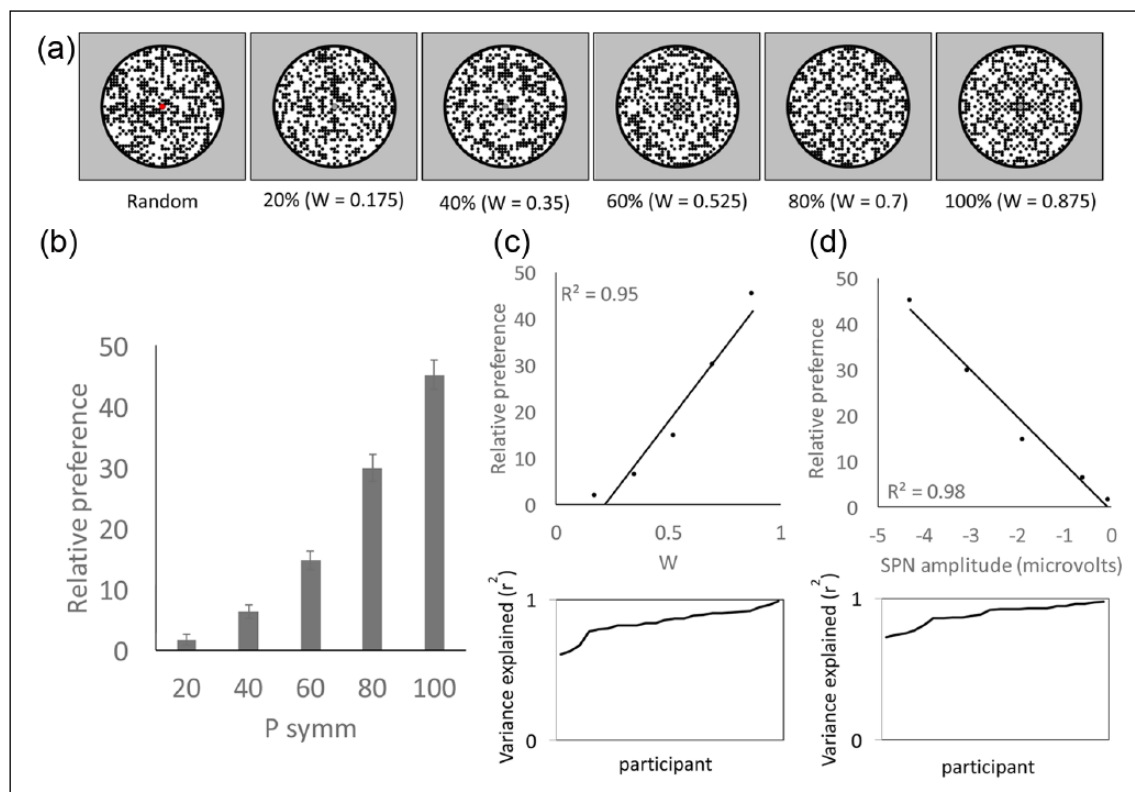 (a)
Random 20% (W = 0.175) 40% (W = 0.35) 60% (W = 0.525) 80% (W = 0.7) 100% (W = 0.875)
(b)
Relative preference
50
40
30
20
10
0
20 40 60 80 100
P symm
(c)
Relative preference
50
40
30
20
10
0
R² = 0.95
0 0.5 1
W
Variance explained (r²)
1
0
participant
(d)
Relative prefernce
50
40
30
20
10
0
R² = 0.98
-5 -4 -3 -2 -1 0
SPN amplitude (microvolts)
Variance explained (r²)
1
0
participant